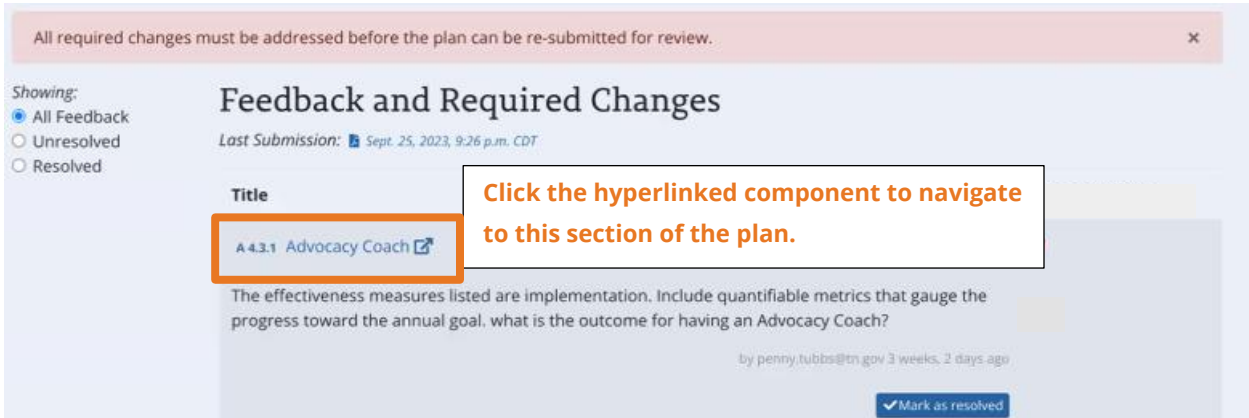 All required changes must be addressed before the plan can be re-submitted for review. ×
Showing:
All Feedback
Unresolved
Resolved
Feedback and Required Changes
Last Submission: Sept. 25, 2023, 9:26 p.m. CDT
Title
Click the hyperlinked component to navigate
to this section of the plan.
A 4.3.1 Advocacy Coach
The effectiveness measures listed are implementation. Include quantifiable metrics that gauge the
progress toward the annual goal. what is the outcome for having an Advocacy Coach?
by penny.tubbs@tn.gov 3 weeks, 2 days ago
✓Mark as resolved